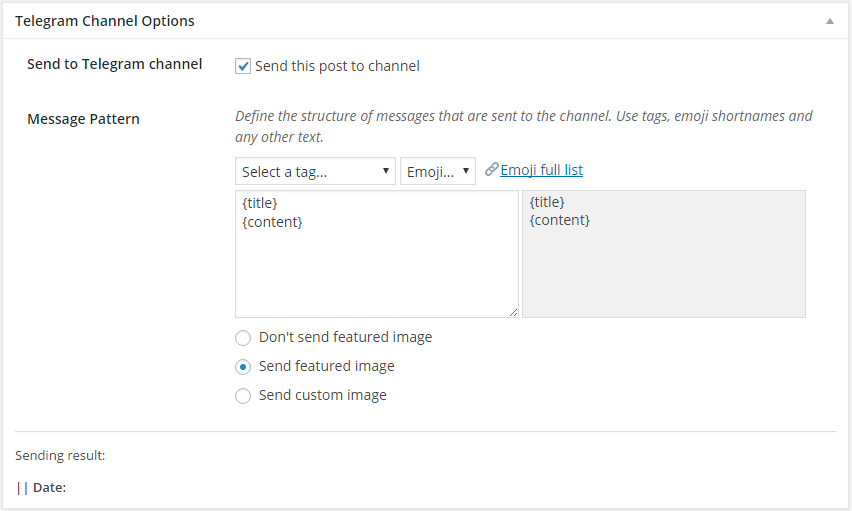 Telegram Channel Options
Send to Telegram channel
Send this post to channel
Message Pattern
Define the structure of messages that are sent to the channel. Use tags, emoji shortnames and
any other text.
Select a tag... Emoji... Emoji full list
{title}
{content}
{title}
{content}
Don't send featured image
Send featured image
Send custom image
Sending result:
|| Date: